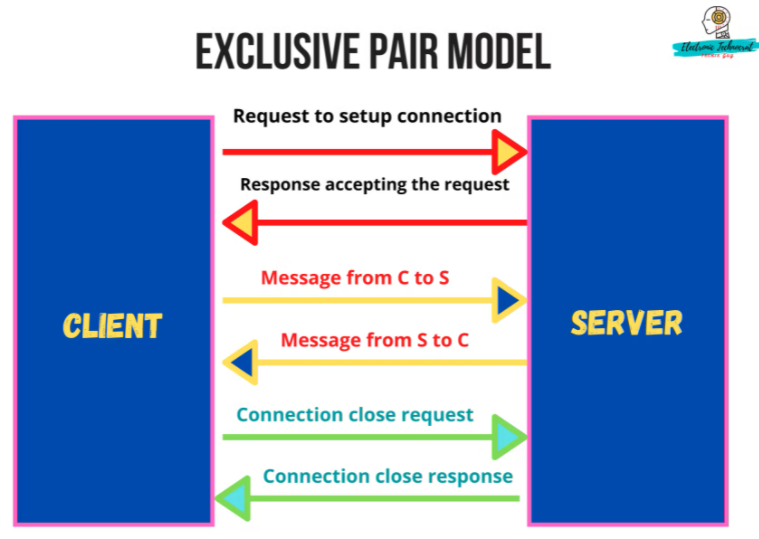 Electronic Technocrat
EXCLUSIVE PAIR MODEL
Request to setup connection
Response accepting the request
Message from C to S
CLIENT
SERVER
Message from S to C
Connection close request
Connection close response